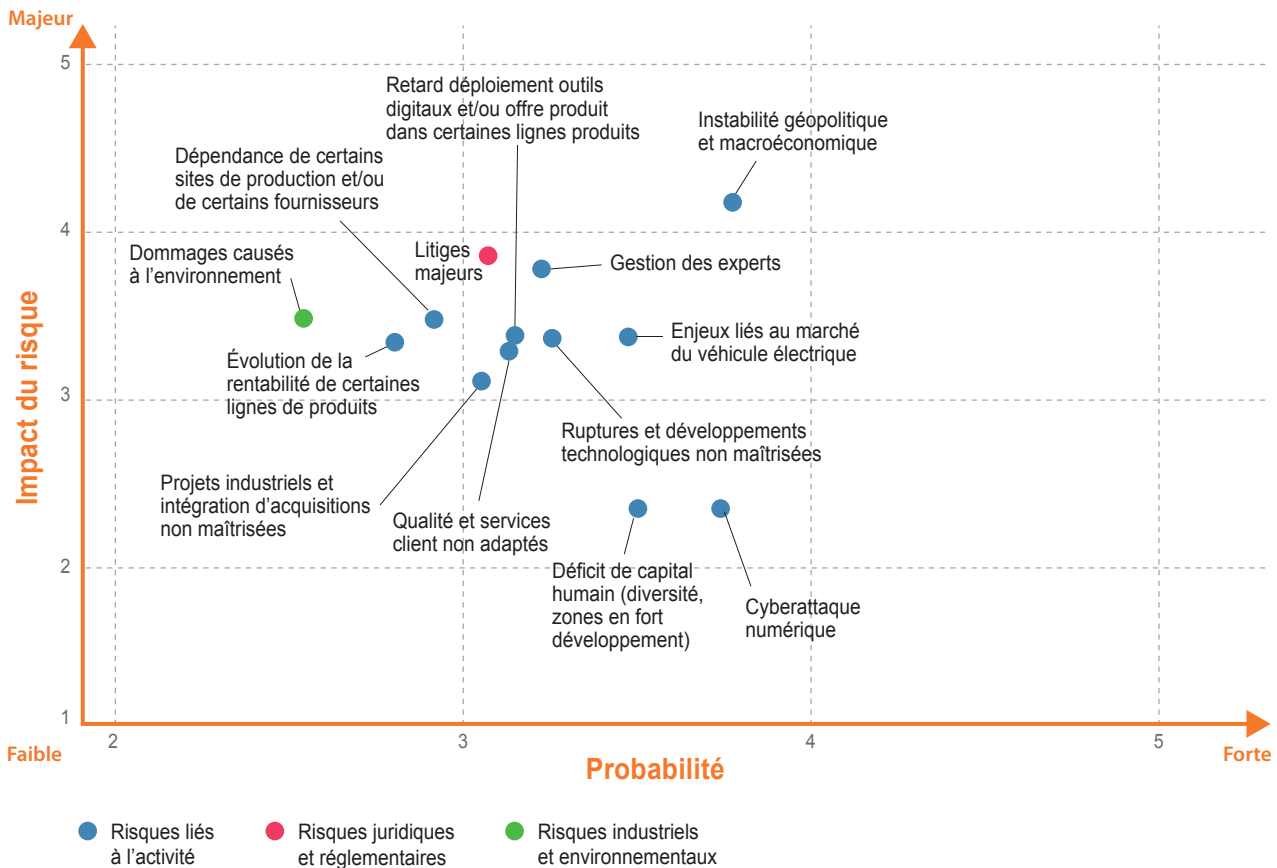 Majeur
5
4
3
2
1
Impact du risque
Retard déploiement outils
digitaux et/ou offre produit
dans certaines lignes produits
Instabilité géopolitique
et macroéconomique
Dépendance de certains
sites de production et/ou
de certains fournisseurs
Dommages causés
à l’environnement
Litiges
majeurs
Gestion des experts
Enjeux liés au marché
du véhicule électrique
Évolution de la
rentabilité de certaines
lignes de produits
Ruptures et développements
technologiques non maîtrisées
Projets industriels et
intégration d’acquisitions
non maîtrisées
Qualité et services
client non adaptés
Déficit de capital
humain (diversité,
zones en fort
développement)
Cyberattaque
numérique
2
3
4
5
Faible
Probabilité
Forte
Risques liés
à l’activité
Risques juridiques
et réglementaires
Risques industriels
et environnementaux